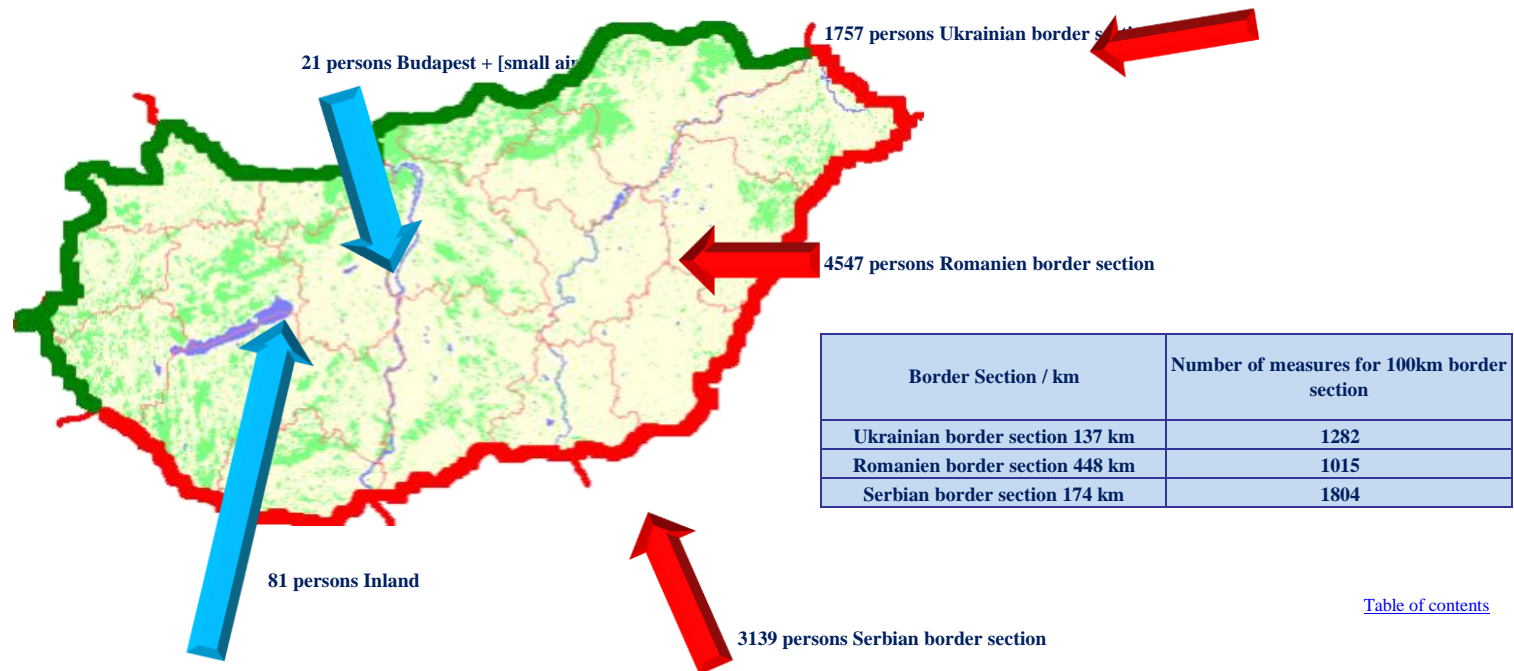 1757 persons Ukrainian border
21 persons Budapest + [small
4547 persons Romanien border section
Border Section / km
Number of measures for 100km border
section
Ukrainian border section 137 km
1282
Romanien border section 448 km
1015
Serbian border section 174 km
1804
81 persons Inland
Table of contents
3139 persons Serbian border section